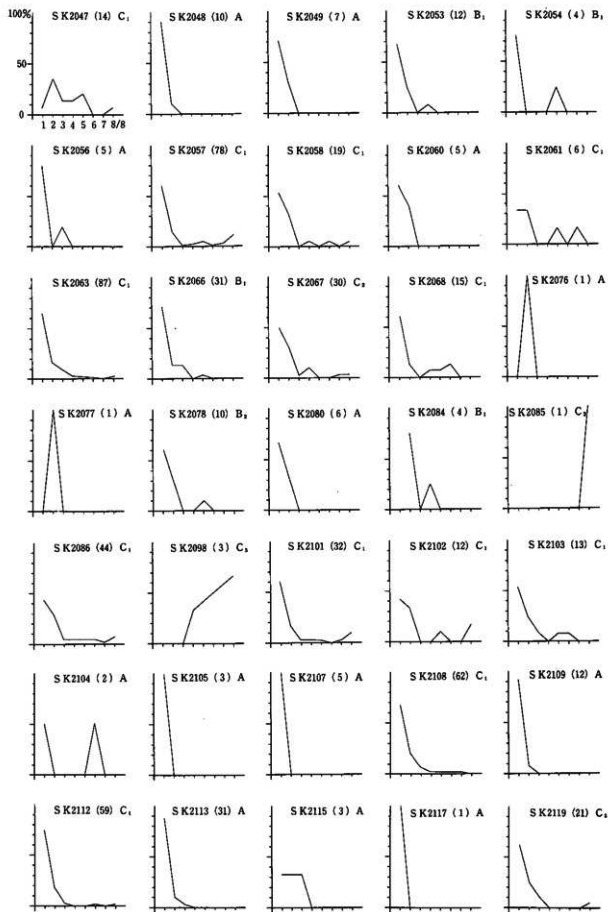 100%
50
0
1 2 3 4 5 6 7 8/8
SK2047 (14) C₁
SK2048 (10) A
SK2049 (7) A
SK2053 (12) B₁
SK2054 (4) B₁
SK2056 (5) A
SK2057 (78) C₁
SK2058 (19) C₁
SK2060 (5) A
SK2061 (6) C₁
SK2063 (87) C₁
SK2066 (31) B₁
SK2067 (30) C₂
SK2068 (15) C₁
SK2076 (1) A
SK2077 (1) A
SK2078 (10) B₂
SK2080 (6) A
SK2084 (4) B₁
SK2085 (1)
SK2086 (44) C₁
SK2098 (3) C₃
SK2101 (32) C₁
SK2102 (12) C₁
SK2103 (13) C₁
SK2104 (2) A
SK2105 (3) A
SK2107 (5) A
SK2108 (62) C₁
SK2109 (12) A
SK2112 (59) C₁
SK2113 (31) A
SK2115 (3) A
SK2117 (1) A
SK2119 (21) C₂